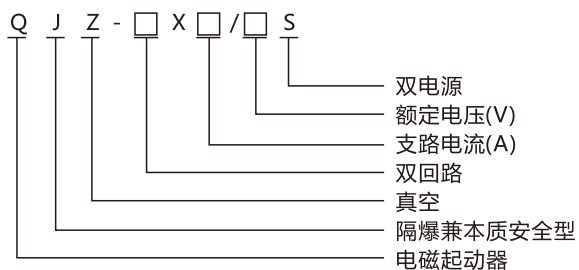 QJZ-□X□/□S
双电源
额定电压(V)
支路电流(A)
双回路
真空
隔爆兼本质安全型
电磁起动器